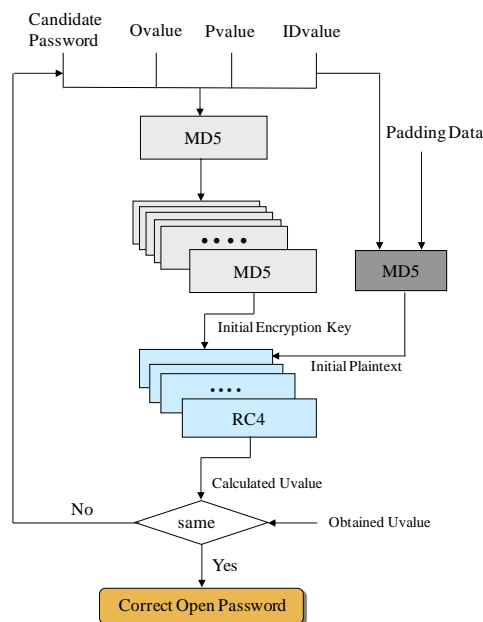 Candidate
Password
Ovalue
Pvalue
IDvalue
MD5
Padding Data
••••
MD5
MD5
Initial Encryption Key
Initial Plaintext
••••
RC4
Calculated Uvalue
No
same
Obtained Uvalue
Yes
Correct Open Password